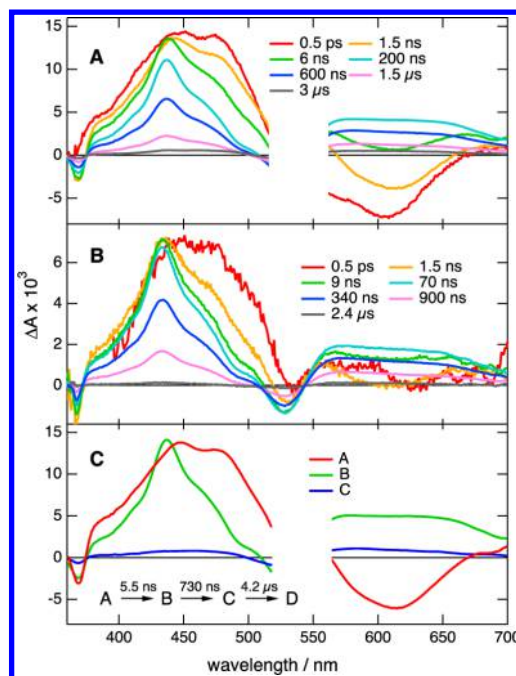 15
10
5
0
A
0.5 ps
1.5 ns
6 ns
200 ns
600 ns
1.5 µs
3 µs
6
4
2
0
B
0.5 ps
1.5 ns
9 ns
70 ns
340 ns
900 ns
2.4 µs
ΔA x 10³
15
10
5
0
C
A
B
C
5.5 ns 730 ns 4.2 µs
A → B → C → D
400 450 500 550 600 650 700
wavelength / nm